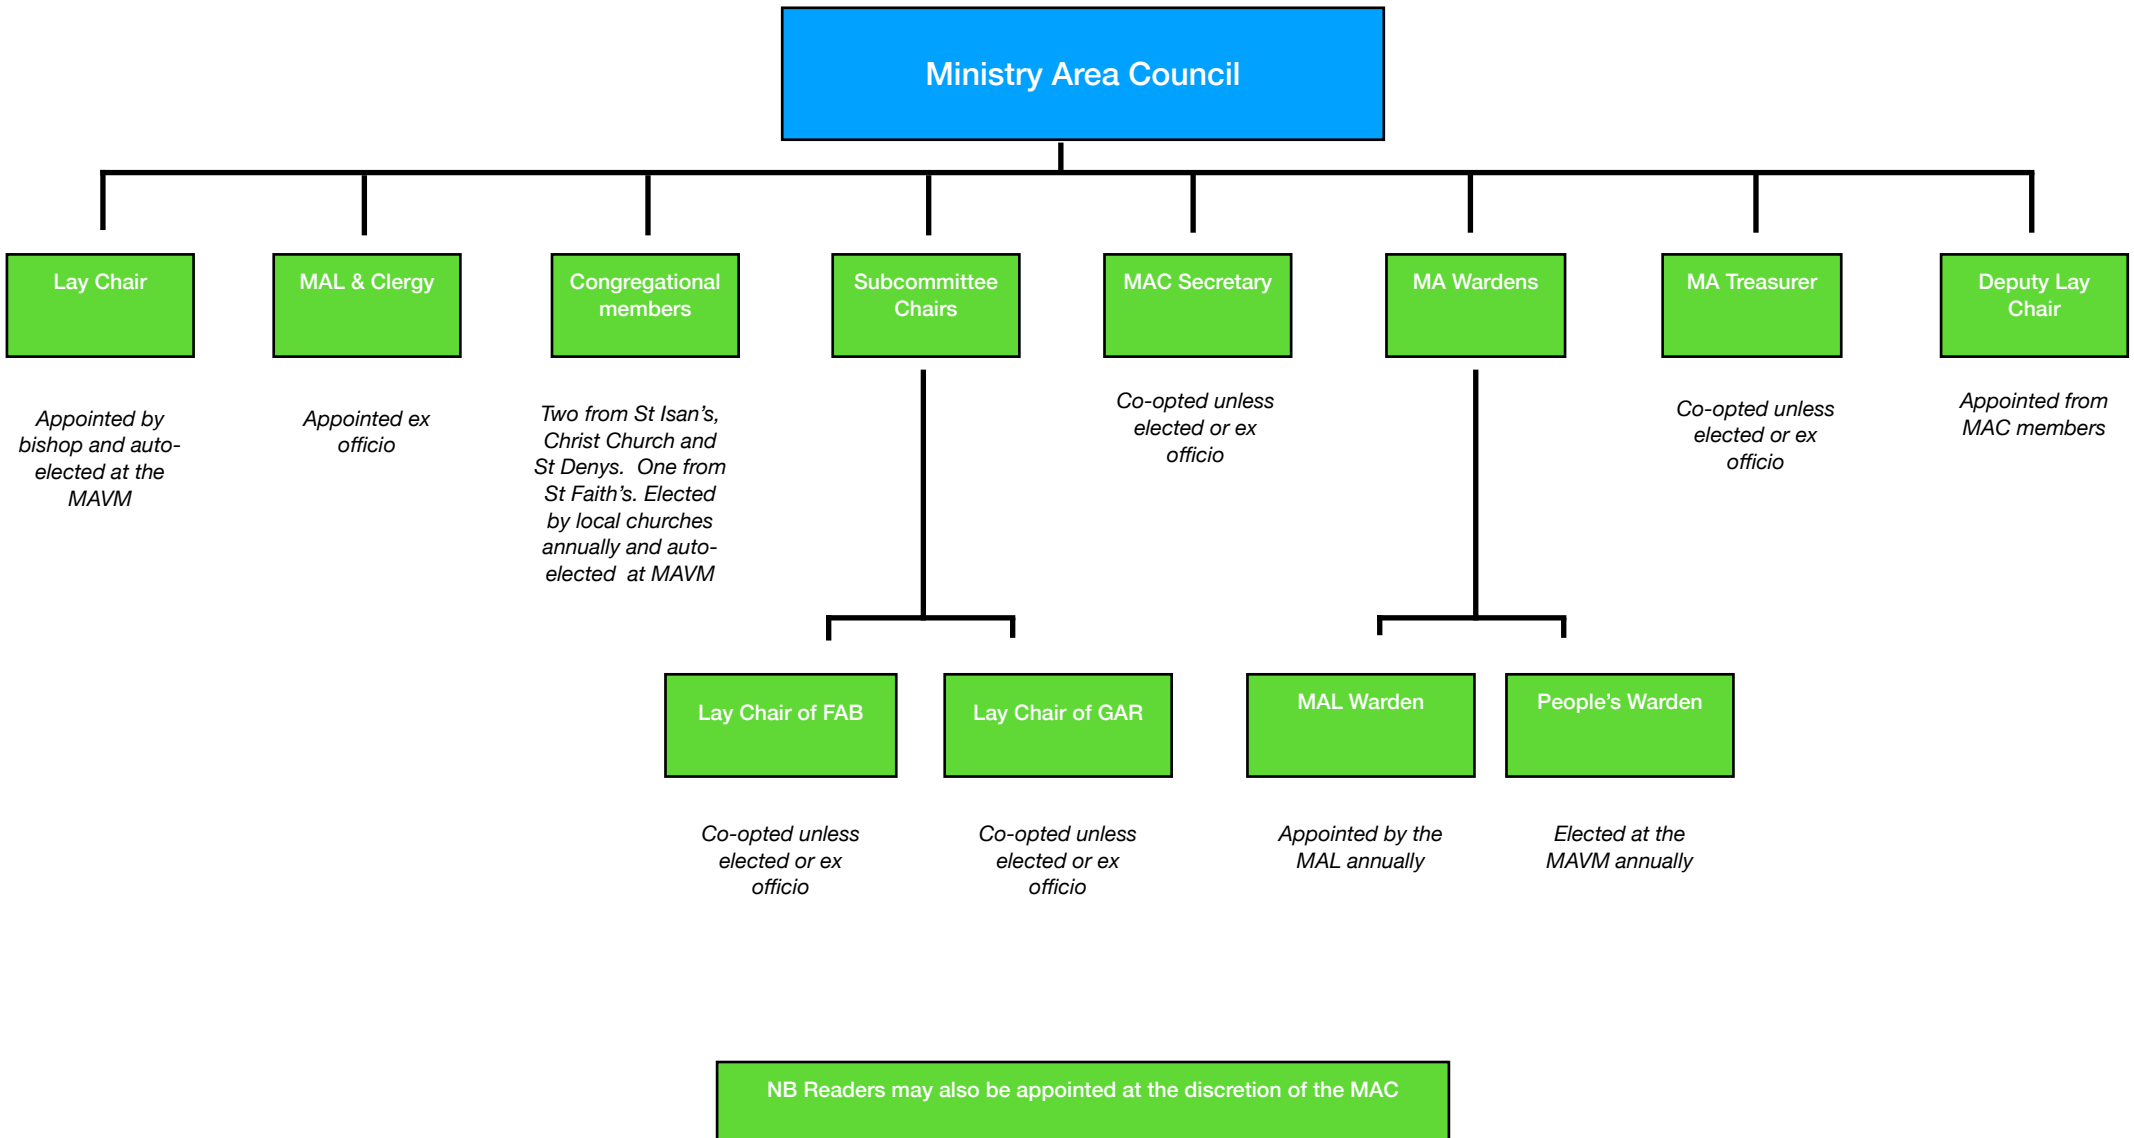 Ministry Area Council
Lay Chair
MAL & Clergy
Congregational
members
Subcommittee
Chairs
MAC Secretary
MA Wardens
MA Treasurer
Deputy Lay
Chair
Appointed by
bishop and auto-
elected at the
MAVM
Appointed ex
officio
Two from St Isan's,
Christ Church and
St Denys.  One from
St Faith's. Elected
by local churches
annually and auto-
elected  at MAVM
Co-opted unless
elected or ex
officio
Co-opted unless
elected or ex
officio
Appointed from
MAC members
Lay Chair of FAB
Lay Chair of GAR
MAL Warden
People's Warden
Co-opted unless
elected or ex
officio
Co-opted unless
elected or ex
officio
Appointed by the
MAL annually
Elected at the
MAVM annually
NB Readers may also be appointed at the discretion of the MAC